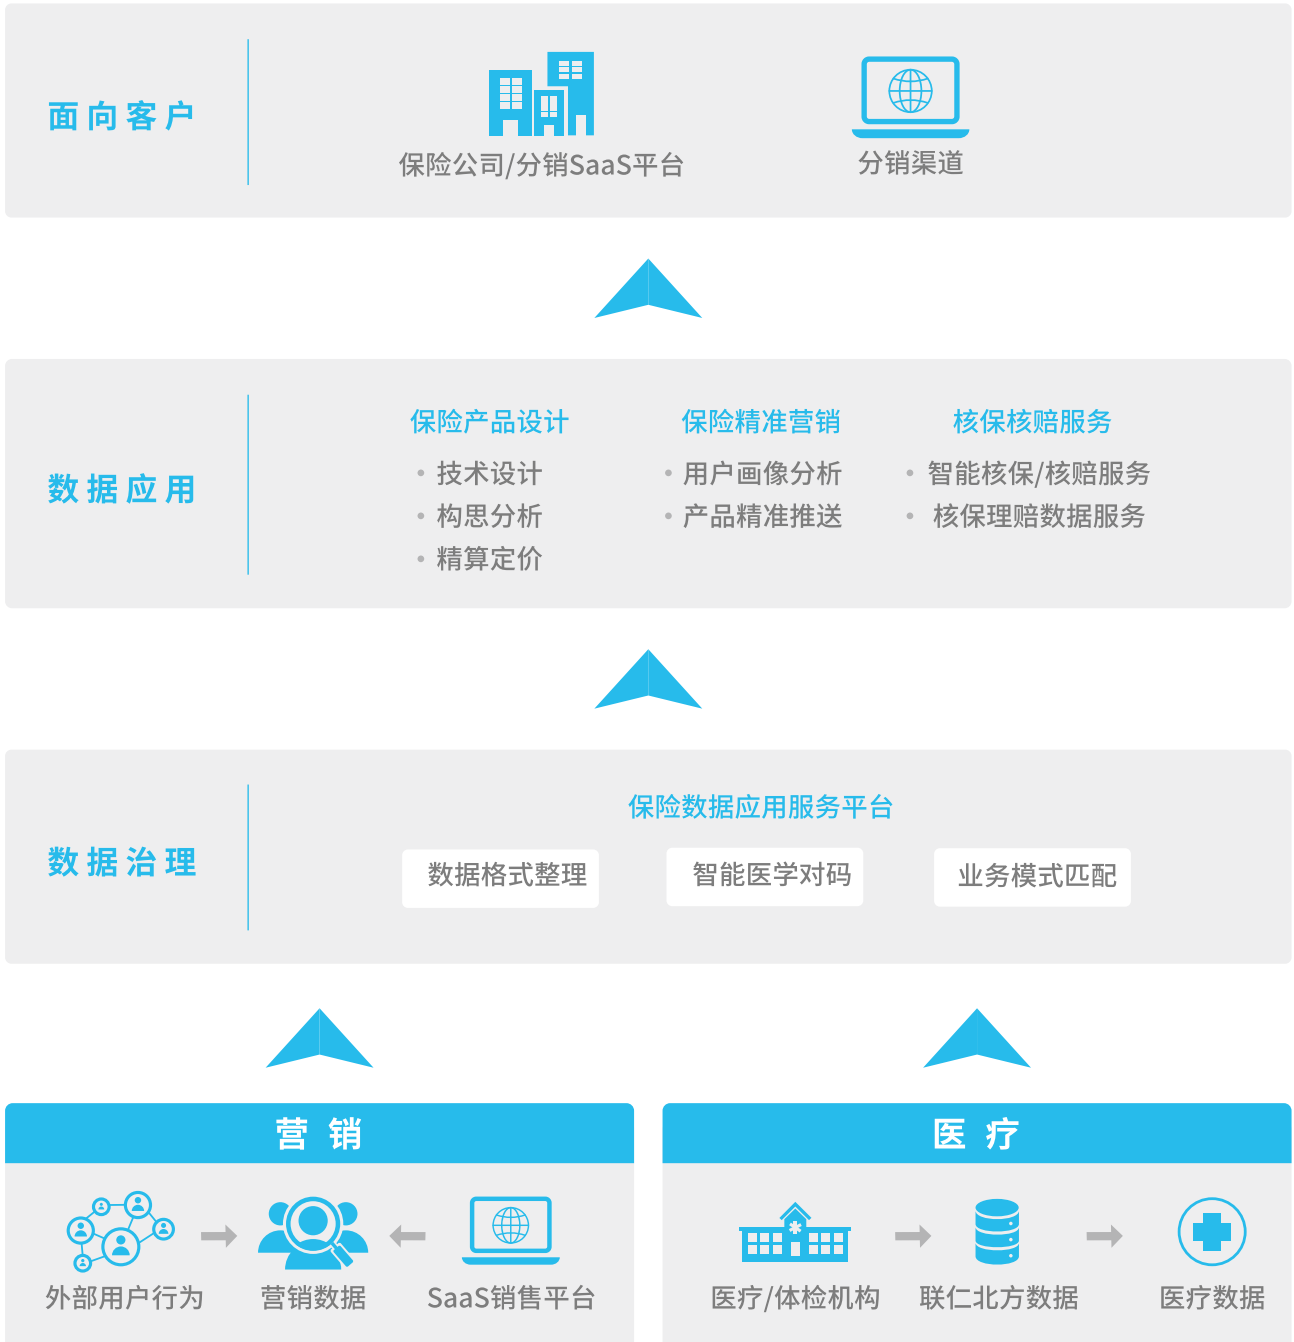 面向客户
保险公司/分销SaaS平台
分销渠道
数据应用
保险产品设计
• 技术设计
• 构思分析
• 精算定价
保险精准营销
• 用户画像分析
• 产品精准推送
核保核赔服务
• 智能核保/核赔服务
• 核保理赔数据服务
数据治理
保险数据应用服务平台
数据格式整理
智能医学对码
业务模式匹配
营销
外部用户行为
营销数据
SaaS销售平台
医疗
医疗/体检机构
联仁北方数据
医疗数据